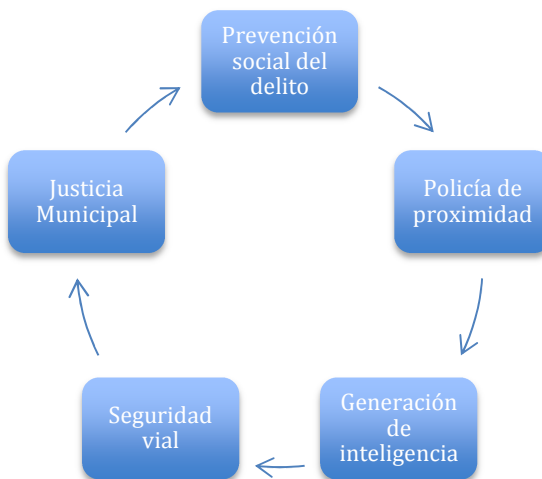 Prevención
social del
delito
Policía de
proximidad
Generación
de
inteligencia
Seguridad
vial
Justicia
Municipal